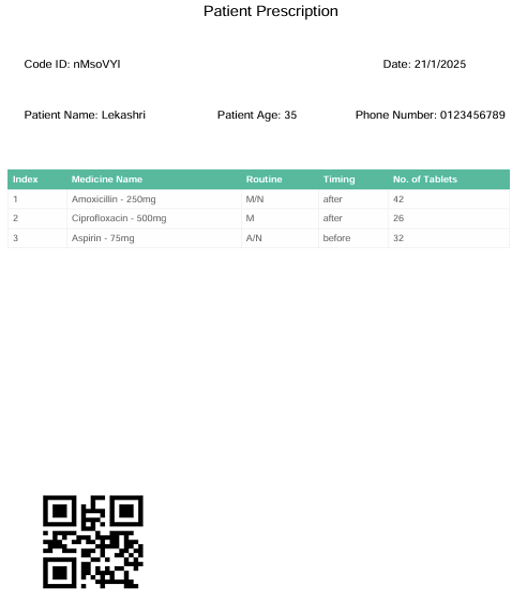 Patient Prescription
Code ID: nMsoVYI Date: 21/1/2025
Patient Name: Lekashri Patient Age: 35 Phone Number: 0123456789
Index Medicine Name Routine Timing No. of Tablets
1 Amoxicillin - 250mg M/N after 42
2 Ciprofloxacin - 500mg M after 26
3 Aspirin - 75mg A/N before 32